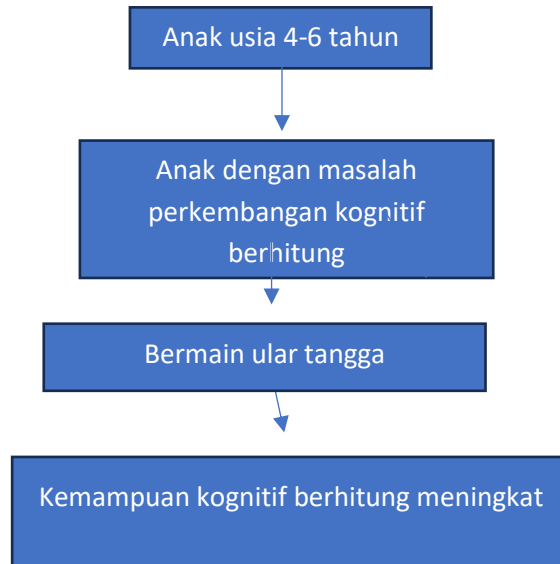 Anak usia 4-6 tahun
Anak dengan masalah
perkembangan kognitif
berhitung
Bermain ular tangga
Kemampuan kognitif berhitung meningkat